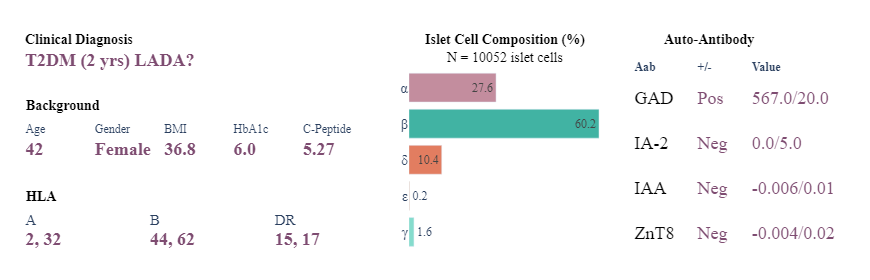 Clinical Diagnosis
T2DM (2 yrs) LADA?
Background
Age Gender BMI HbA1c C-Peptide
42 Female 36.8 6.0 5.27
HLA
A B DR
2, 32 44, 62 15, 17
Islet Cell Composition (%)
N = 10052 islet cells
α 27.6
β 60.2
δ 10.4
ε 0.2
γ 1.6
Auto-Antibody
Aab +/- Value
GAD Pos 567.0/20.0
IA-2 Neg 0.0/5.0
IAA Neg -0.006/0.01
ZnT8 Neg -0.004/0.02